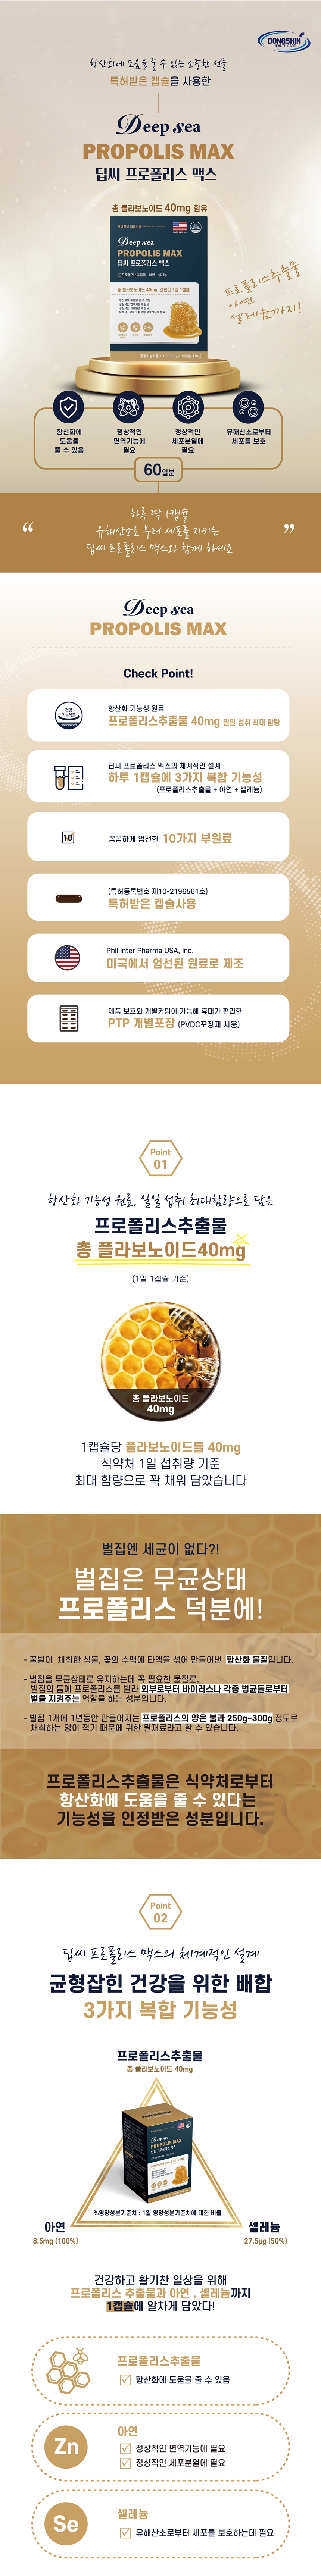 DONGSHIN
HEALTH CARE
항산화에 도움을 줄 수 있는 소중한 선물
특허받은 캡슐을 사용한
Deep sea
PROPOLIS MAX
딥씨 프로폴리스 맥스
총 플라보노이드 40mg 함유
Deep sea
PROPOLIS MAX
딥씨 프로폴리스 맥스
총 플라보노이드 40mg, 간편한 1일 1캡슐
프로폴리스추출물
아연
셀레늄까지!
항산화에
도움을
줄 수 있음
정상적인
면역기능에
필요
정상적인
세포분열에
필요
유해산소로부터
세포를 보호
60일분
“
하루 딱 1캡슐
유해산소로 부터 세포를 지키는
딥씨 프로폴리스 맥스와 함께 하세요
”
Deep sea
PROPOLIS MAX
Check Point!
건강
기능식품
항산화 기능성 원료
프로폴리스추출물 40mg 일일 섭취 최대 함량
딥씨 프로폴리스 맥스의 체계적인 설계
하루 1캡슐에 3가지 복합 기능성
(프로폴리스추출물 + 아연 + 셀레늄)
10
꼼꼼하게 엄선한 10가지 부원료
(특허등록번호 제10-2196561호)
특허받은 캡슐사용
Phil Inter Pharma USA, Inc.
미국에서 엄선된 원료로 제조
제품 보호와 개별커팅이 가능해 휴대가 편리한
PTP 개별포장 (PVDC포장재 사용)
Point
01
항산화 기능성 원료, 일일 섭취 최대함량으로 담은
프로폴리스추출물
총 플라보노이드40mg
(1일 1캡슐 기준)
총 플라보노이드
40mg
1캡슐당 플라보노이드를 40mg
식약처 1일 섭취량 기준
최대 함량으로 꽉 채워 담았습니다
벌집엔 세균이 없다?!
벌집은 무균상태
프로폴리스 덕분에!
- 꿀벌이 채취한 식물, 꽃의 수액에 타액을 섞어 만들어낸 항산화 물질입니다.
- 벌집을 무균상태로 유지하는데 꼭 필요한 물질로,
벌집의 틈에 프로폴리스를 발라 외부로부터 바이러스나 각종 병균들로부터
벌을 지켜주는 역할을 하는 성분입니다.
- 벌집 1개에 1년동안 만들어지는 프로폴리스의 양은 불과 250g~300g 정도로
채취하는 양이 적기 때문에 귀한 원재료라고 할 수 있습니다.
프로폴리스추출물은 식약처로부터
항산화에 도움을 줄 수 있다는
기능성을 인정받은 성분입니다.
Point
02
딥씨 프로폴리스 맥스의 체계적인 설계
균형잡힌 건강을 위한 배합
3가지 복합 기능성
프로폴리스추출물
총 플라보노이드 40mg
Deep sea
PROPOLIS MAX
딥씨 프로폴리스 맥스
%영양성분기준치 : 1일 영양성분기준치에 대한 비율
아연
8.5mg (100%)
셀레늄
27.5μg (50%)
건강하고 활기찬 일상을 위해
프로폴리스 추출물과 아연 , 셀레늄까지
1캡슐에 알차게 담았다!
프로폴리스추출물
항산화에 도움을 줄 수 있음
Zn
아연
정상적인 면역기능에 필요
정상적인 세포분열에 필요
Se
셀레늄
유해산소로부터 세포를 보호하는데 필요